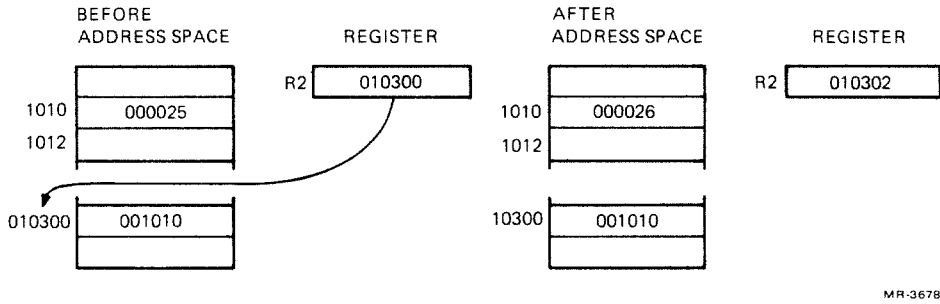 BEFORE
ADDRESS SPACE
REGISTER
AFTER
ADDRESS SPACE
REGISTER
R2 010300
R2 010302
1010 000025
1010 000026
1012
1012
010300 001010
10300 001010
MR-3678